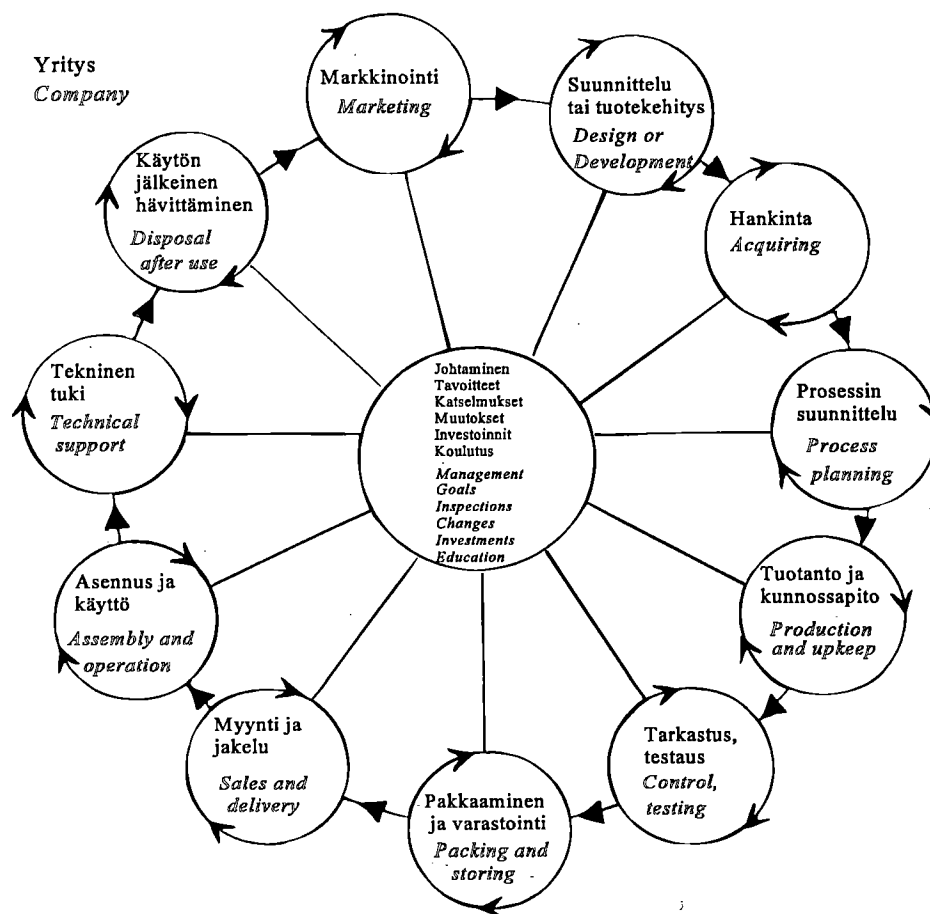 Yritys
Company
Markkinointi
Marketing
Suunnittelu
tai tuotekehitys
Design or
Development
Hankinta
Acquiring
Prosessin
suunnittelu
Process
planning
Tuotanto ja
kunnossapito
Production
and upkeep
Tarkastus,
testaus
Control,
testing
Pakkaaminen
ja varastointi
Packing and
storing
Myynti ja
jakelu
Sales and
delivery
Asennus ja
käyttö
Assembly and
operation
Tekninen
tuki
Technical
support
Käytön
jälkeinen
hävittäminen
Disposal
after use
Johtaminen
Tavoitteet
Katselmukset
Muutokset
Investoinnit
Koulutus
Management
Goals
Inspections
Changes
Investments
Education